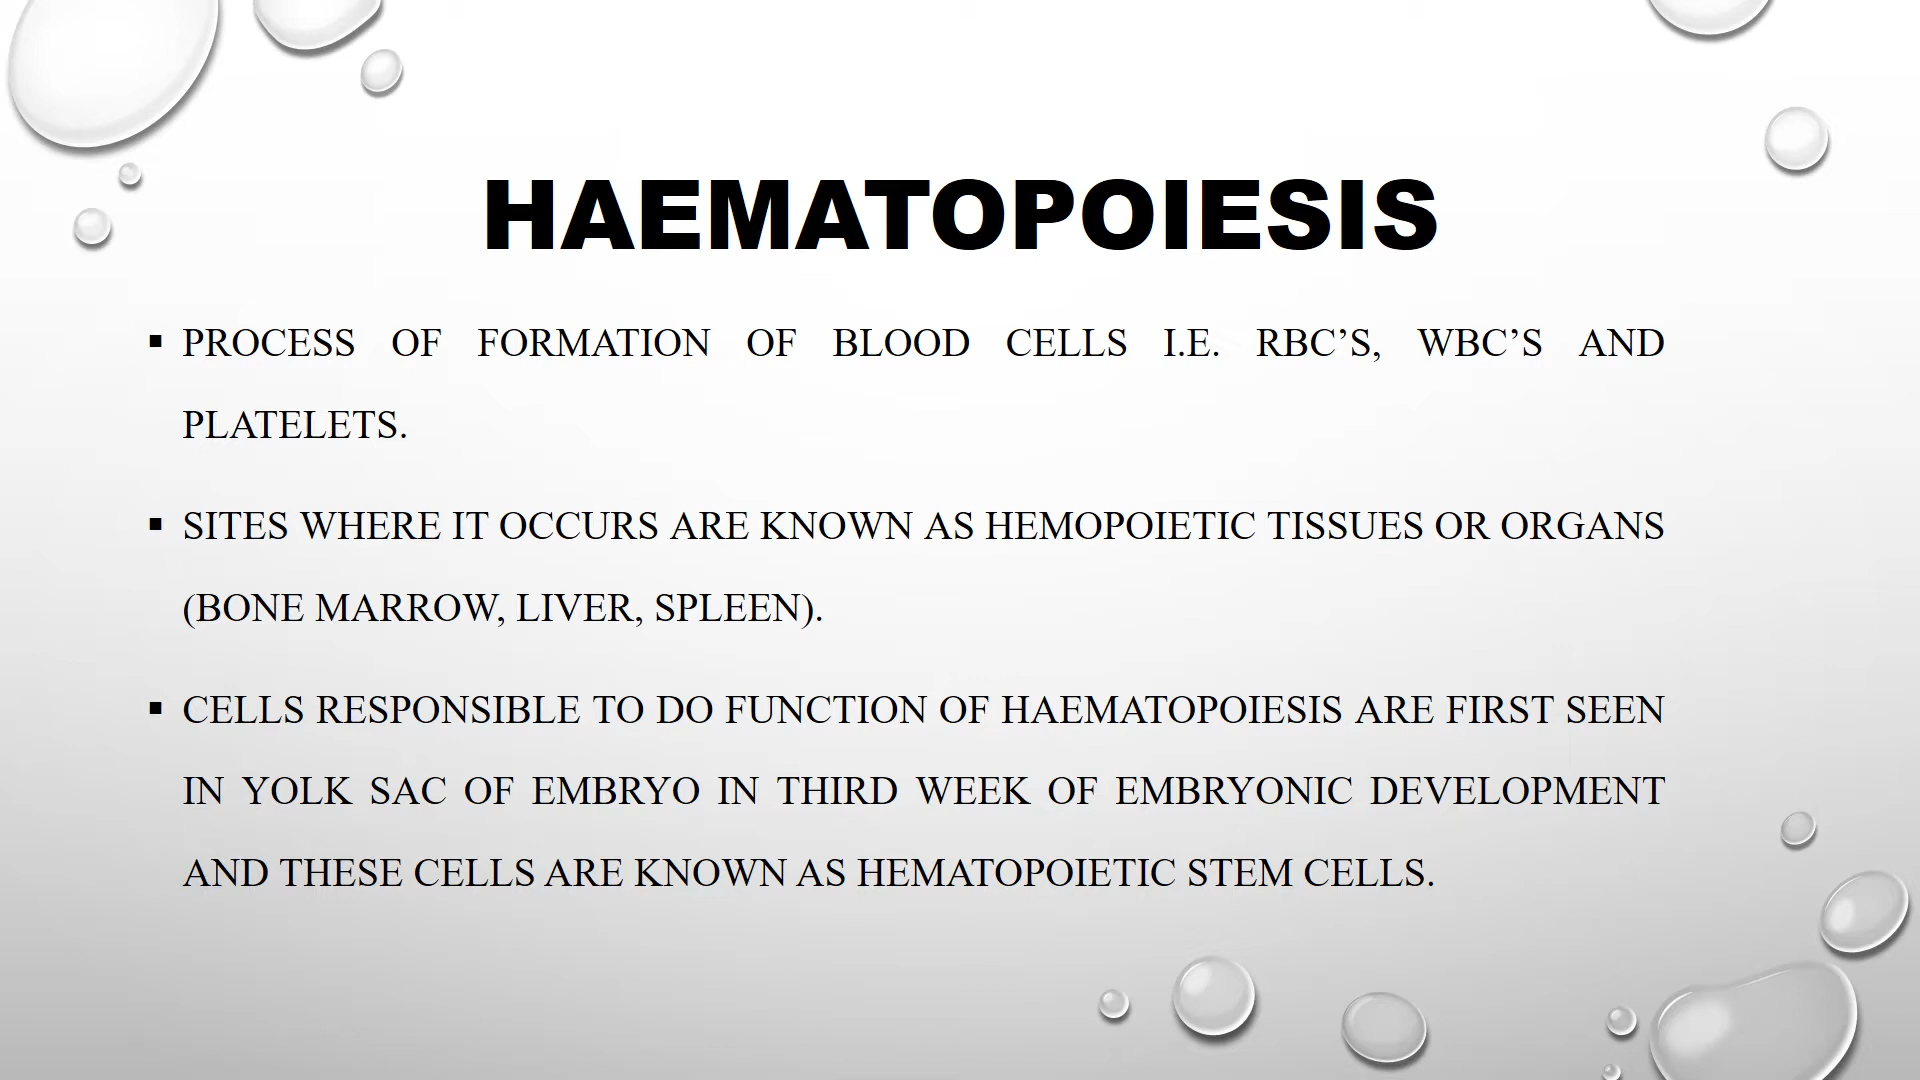 HAEMATOPOIESIS
▪ PROCESS OF FORMATION OF BLOOD CELLS I.E. RBC’S, WBC’S AND
PLATELETS.
▪ SITES WHERE IT OCCURS ARE KNOWN AS HEMOPOIETIC TISSUES OR ORGANS
(BONE MARROW, LIVER, SPLEEN).
▪ CELLS RESPONSIBLE TO DO FUNCTION OF HAEMATOPOIESIS ARE FIRST SEEN
IN YOLK SAC OF EMBRYO IN THIRD WEEK OF EMBRYONIC DEVELOPMENT
AND THESE CELLS ARE KNOWN AS HEMATOPOIETIC STEM CELLS.